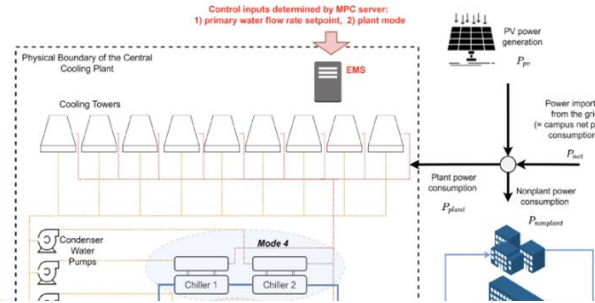 Control inputs determined by MPC server:
1) primary water flow rate setpoint, 2) plant mode
PV power
generation
P_pv
Physical Boundary of the Central
Cooling Plant
EMS
Cooling Towers
Power import
from the gri
(= campus net p
consumption
P_net
Plant power
consumption
P_plant
Nonplant power
consumption
P_nonplant
Condenser
Water
Pumps
Mode 4
Chiller 1
Chiller 2